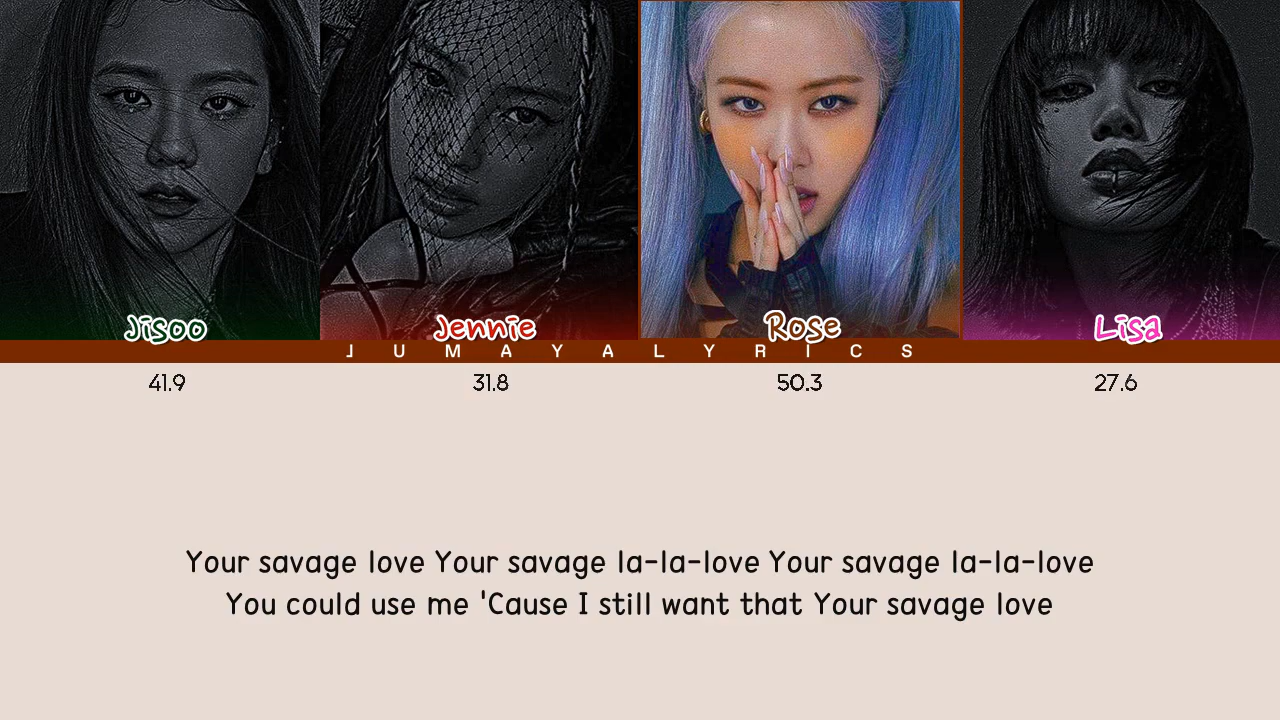 Jisoo Jennie Rose Lisa
JUMAYALYRICS
41.9 31.8 50.3 27.6
Your savage love Your savage la-la-love Your savage la-la-love
You could use me 'Cause I still want that Your savage love